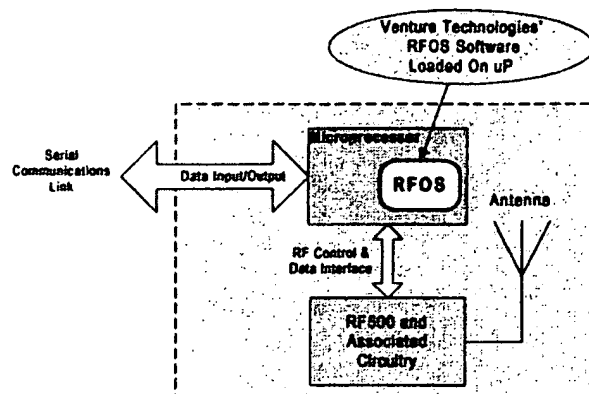 Venture Technologies'
RFOS Software
Loaded On uP
Microprocessor
Serial
Communications
Link
Data Input/Output
RFOS
Antenna
RF Control &
Data Interface
RF500 and
Associated
Circuitry